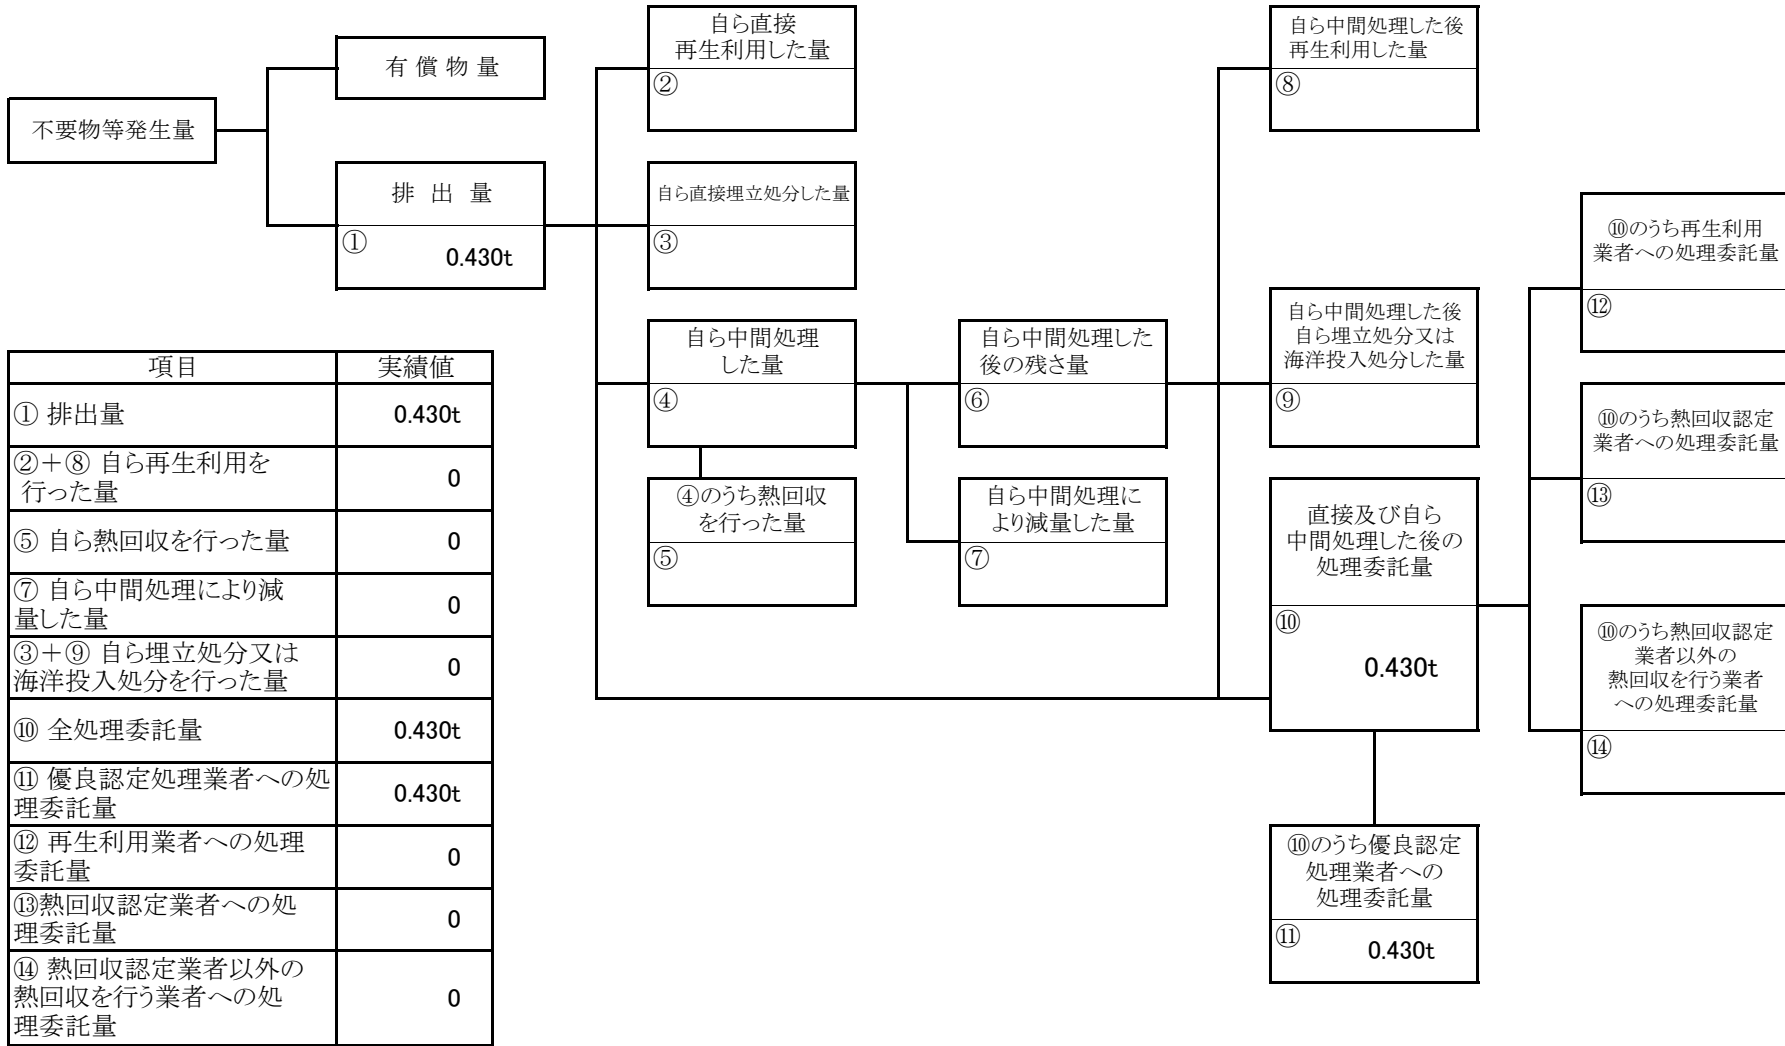 不要物等発生量
有 償 物 量
排 出 量
①
0.430t
自ら直接
再生利用した量
②
自ら直接埋立処分した量
③
自ら中間処理
した量
④
④のうち熱回収
を行った量
⑤
自ら中間処理した
後の残さ量
⑥
自ら中間処理に
より減量した量
⑦
自ら中間処理した後
再生利用した量
⑧
自ら中間処理した後
自ら埋立処分又は
海洋投入処分した量
⑨
直接及び自ら
中間処理した後の
処理委託量
⑩
0.430t
⑩のうち優良認定
処理業者への
処理委託量
⑪
0.430t
⑩のうち再生利用
業者への処理委託量
⑫
⑩のうち熱回収認定
業者への処理委託量
⑬
⑩のうち熱回収認定
業者以外の
熱回収を行う業者
への処理委託量
⑭
項目 実績値
① 排出量 0.430t
②+⑧ 自ら再生利用を
行った量 0
⑤ 自ら熱回収を行った量 0
⑦ 自ら中間処理により減
量した量 0
③+⑨ 自ら埋立処分又は
海洋投入処分を行った量 0
⑩ 全処理委託量 0.430t
⑪ 優良認定処理業者への処
理委託量 0.430t
⑫ 再生利用業者への処理
委託量 0
⑬熱回収認定業者への処
理委託量 0
⑭ 熱回収認定業者以外の
熱回収を行う業者への処
理委託量 0